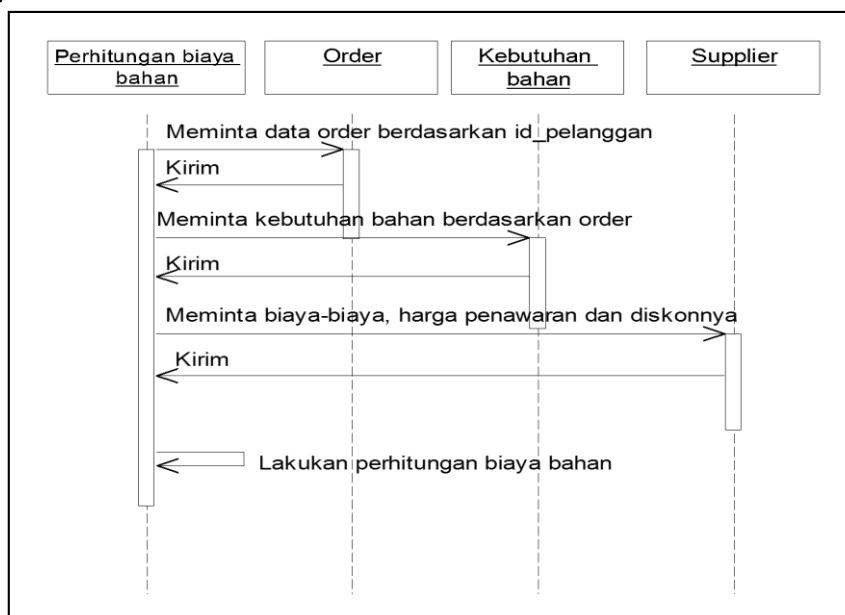 Perhitungan biaya
bahan
Order
Kebutuhan
bahan
Supplier
Meminta data order berdasarkan id_pelanggan
Kirim
Meminta kebutuhan bahan berdasarkan order
Kirim
Meminta biaya-biaya, harga penawaran dan diskonnya
Kirim
Lakukan perhitungan biaya bahan